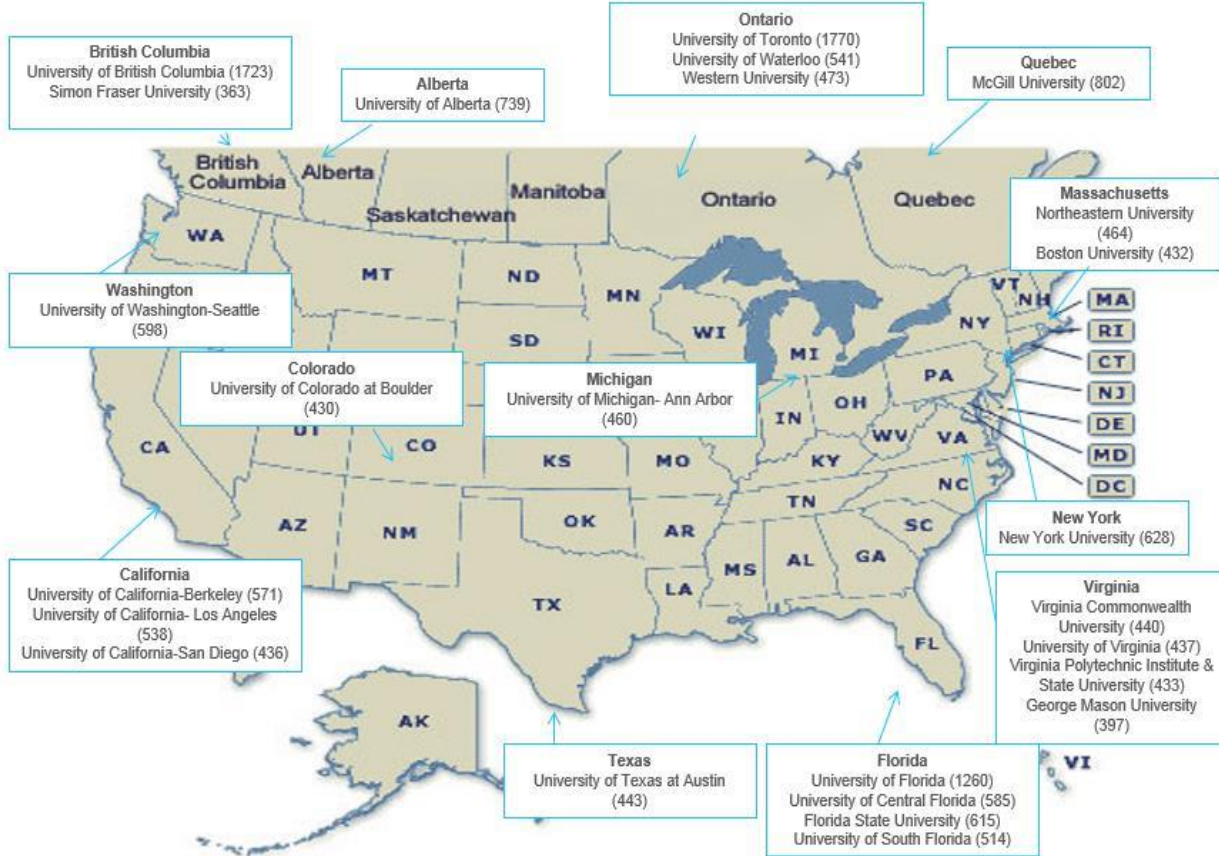 Ontario
University of Toronto (1770)
University of Waterloo (541)
Western University (473)
British Columbia
University of British Columbia (1723)
Simon Fraser University (363)
Alberta
University of Alberta (739)
Quebec
McGill University (802)
British
Columbia
Alberta
Saskatchewan
Manitoba
Ontario
Quebec
Massachusetts
Northeastern University
(464)
Boston University (432)
WA
MT
ND
MN
SD
WI
MI
NY
VT
NH
MA
RI
CT
NJ
DE
MD
DC
Washington
University of Washington-Seattle
(598)
Colorado
University of Colorado at Boulder
(430)
Michigan
University of Michigan- Ann Arbor
(460)
PA
OH
IN
WV
VA
KY
NC
TN
SC
CA
UT
CO
KS
MO
AZ
NM
OK
AR
MS
AL
GA
LA
TX
FL
New York
New York University (628)
California
University of California-Berkeley (571)
University of California- Los Angeles
(538)
University of California-San Diego (436)
Virginia
Virginia Commonwealth
University (440)
University of Virginia (437)
Virginia Polytechnic Institute &
State University (433)
George Mason University
(397)
AK
VI
Texas
University of Texas at Austin
(443)
Florida
University of Florida (1260)
University of Central Florida (585)
Florida State University (615)
University of South Florida (514)